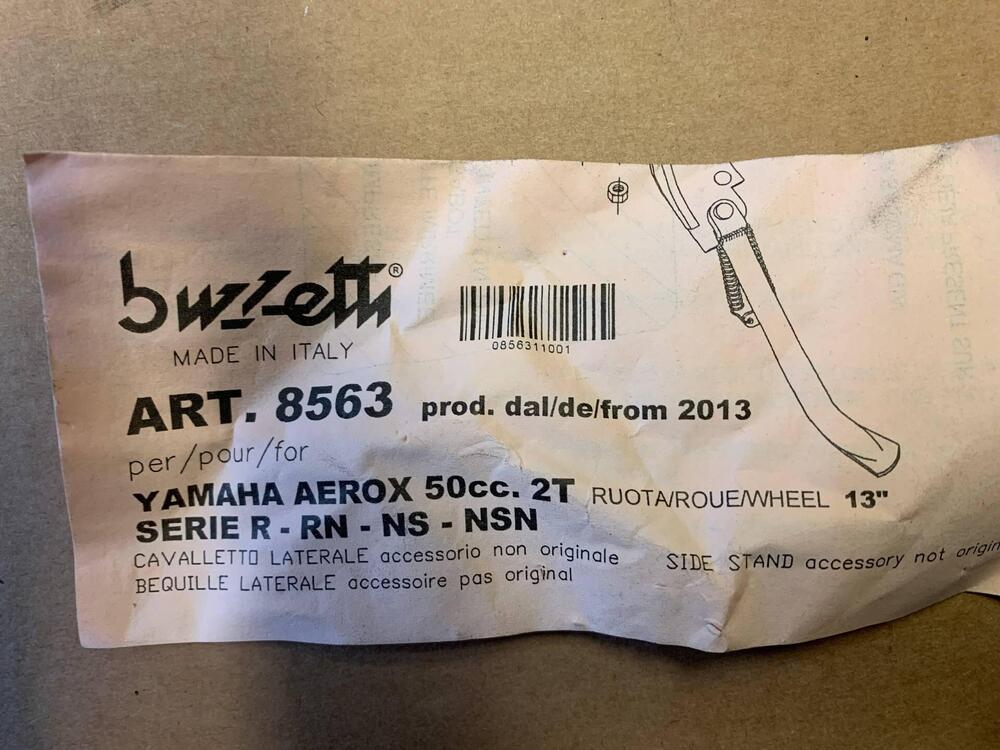 buzzetti®
MADE IN ITALY
0856311001
ART. 8563 prod. dal/de/from 2013
per/pour/for
YAMAHA AEROX 50cc. 2T RUOTA/ROUE/WHEEL 13"
SERIE R - RN - NS - NSN
CAVALLETTO LATERALE accessorio non originale
SIDE STAND accessory not origin
BEQUILLE LATERALE accessoire pas original